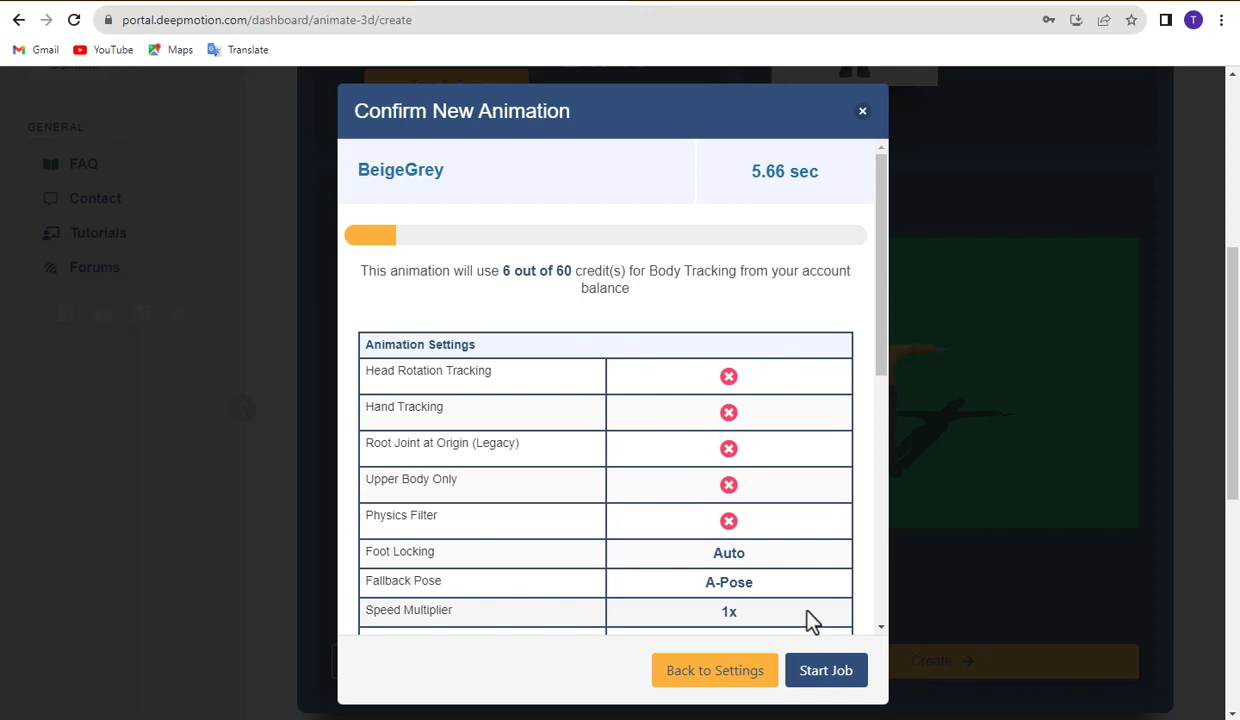 portal.deepmotion.com/dashboard/animate-3d/create
T
Gmail YouTube Maps Translate
Confirm New Animation
GENERAL
FAQ
Contact
Tutorials
Forums
BeigeGrey 5.66 sec
This animation will use 6 out of 60 credit(s) for Body Tracking from your account
balance
Animation Settings
Head Rotation Tracking
Hand Tracking
Root Joint at Origin (Legacy)
Upper Body Only
Physics Filter
Foot Locking Auto
Fallback Pose A-Pose
Speed Multiplier 1x
Back to Settings Start Job
Create →